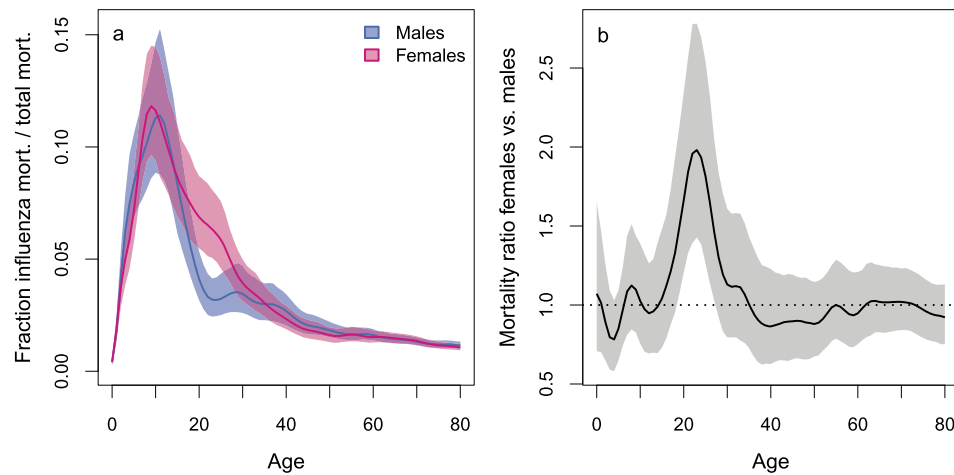 a
Males
Females
0.15
0.10
0.05
0.00
Fraction influenza mort. / total mort.
0 20 40 60 80
Age
b
2.5
2.0
1.5
1.0
0.5
Mortality ratio females vs. males
0 20 40 60 80
Age